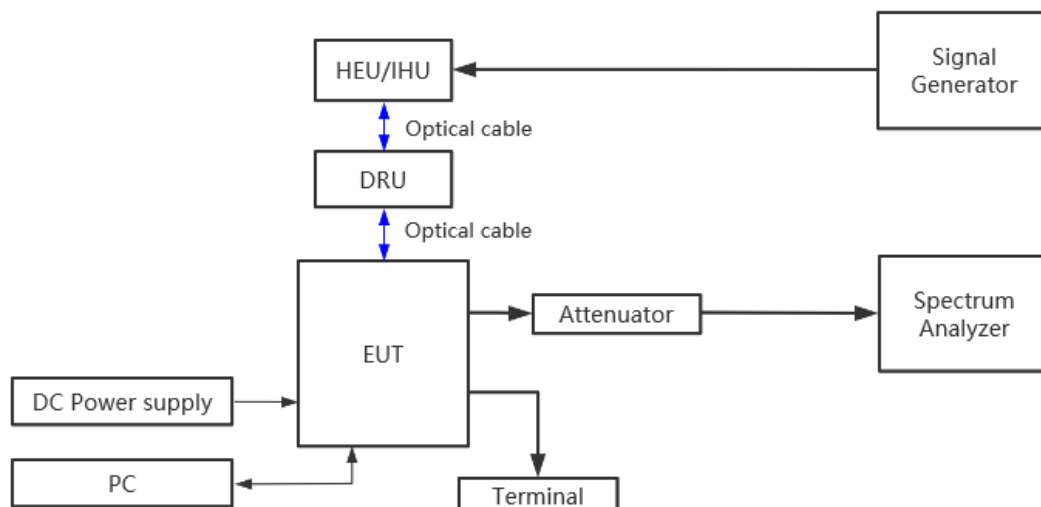 HEU/IHU
Signal
Generator
Optical cable
DRU
Optical cable
EUT
Attenuator
Spectrum
Analyzer
DC Power supply
PC
Terminal